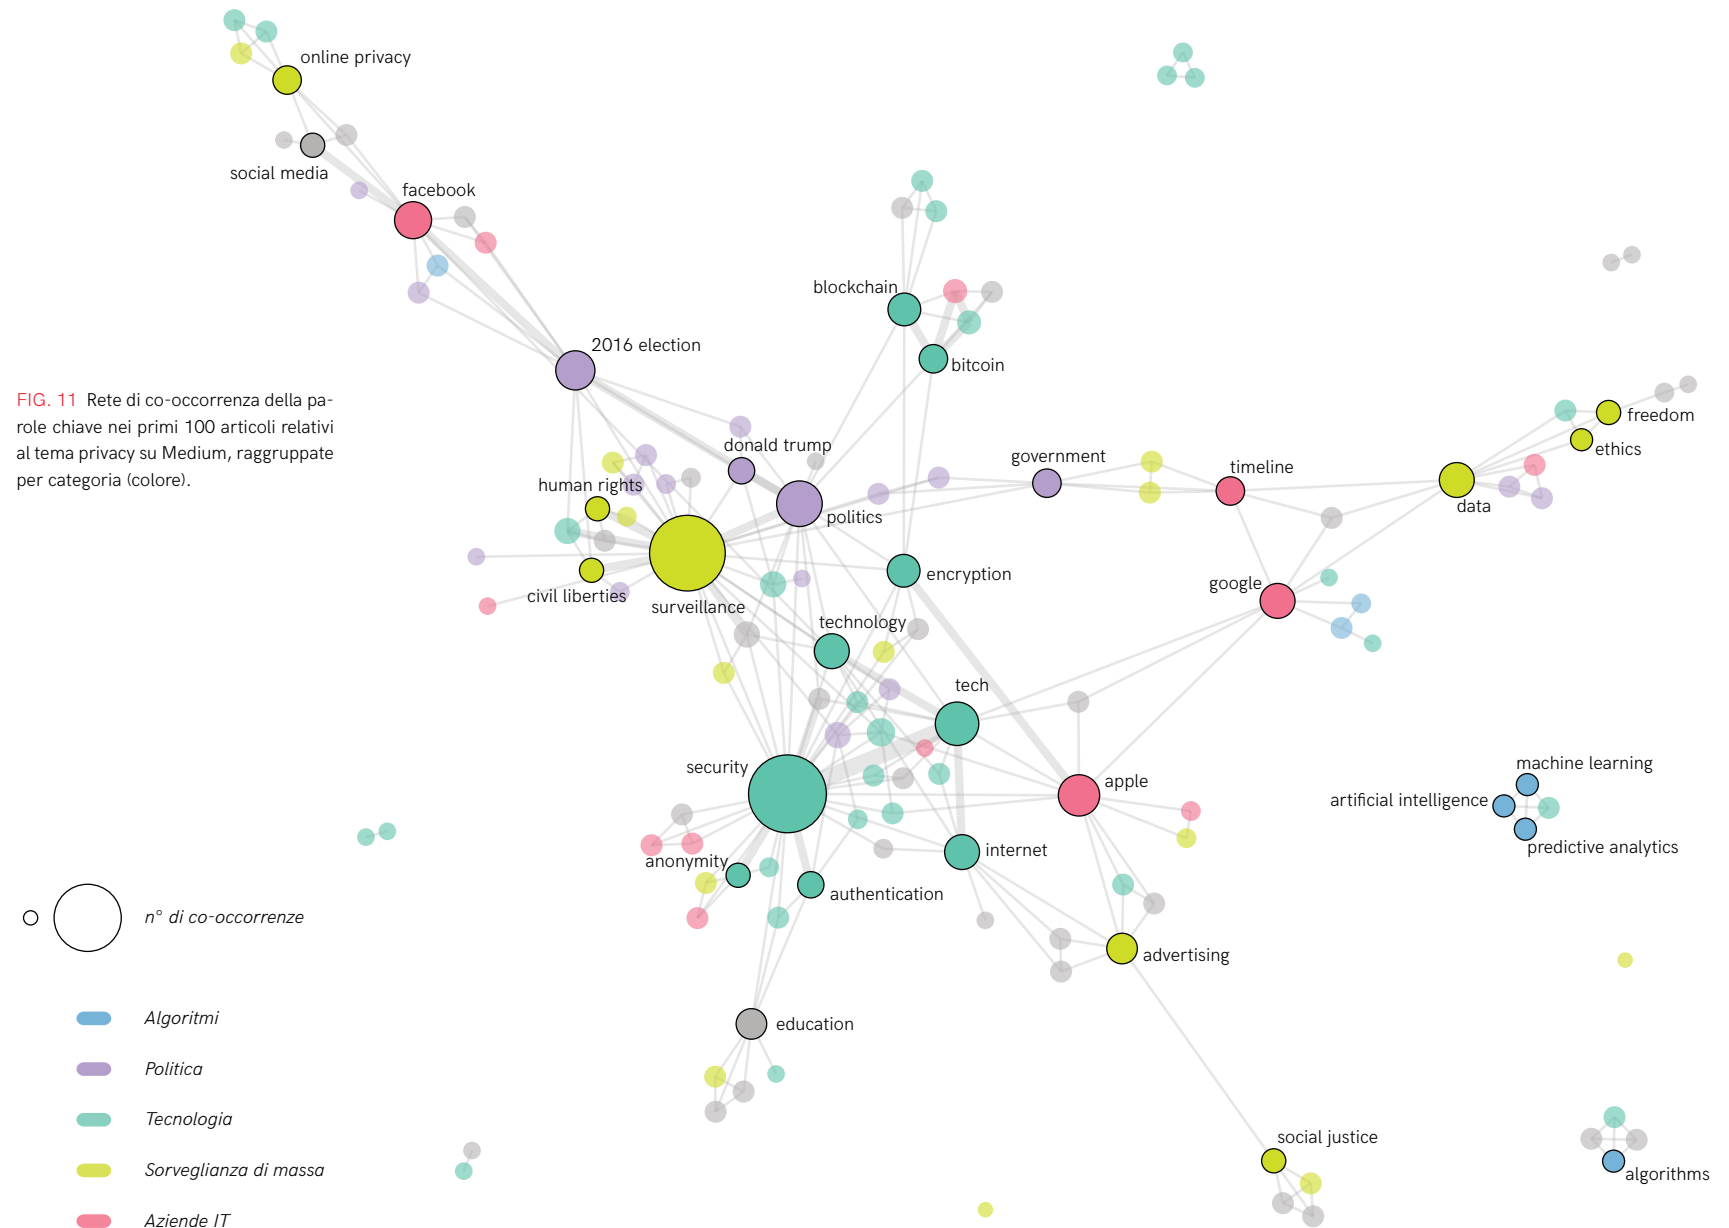 online privacy
social media
facebook
blockchain
bitcoin
2016 election
FIG. 11 Rete di co-occorrenza della pa-
role chiave nei primi 100 articoli relativi
al tema privacy su Medium, raggruppate
per categoria (colore).
donald trump
human rights
politics
government
timeline
freedom
ethics
data
civil liberties
surveillance
encryption
google
technology
tech
security
apple
machine learning
artificial intelligence
predictive analytics
anonymity
authentication
internet
n° di co-occorrenze
advertising
education
Algoritmi
Politica
Tecnologia
Sorveglianza di massa
Aziende IT
social justice
algorithms